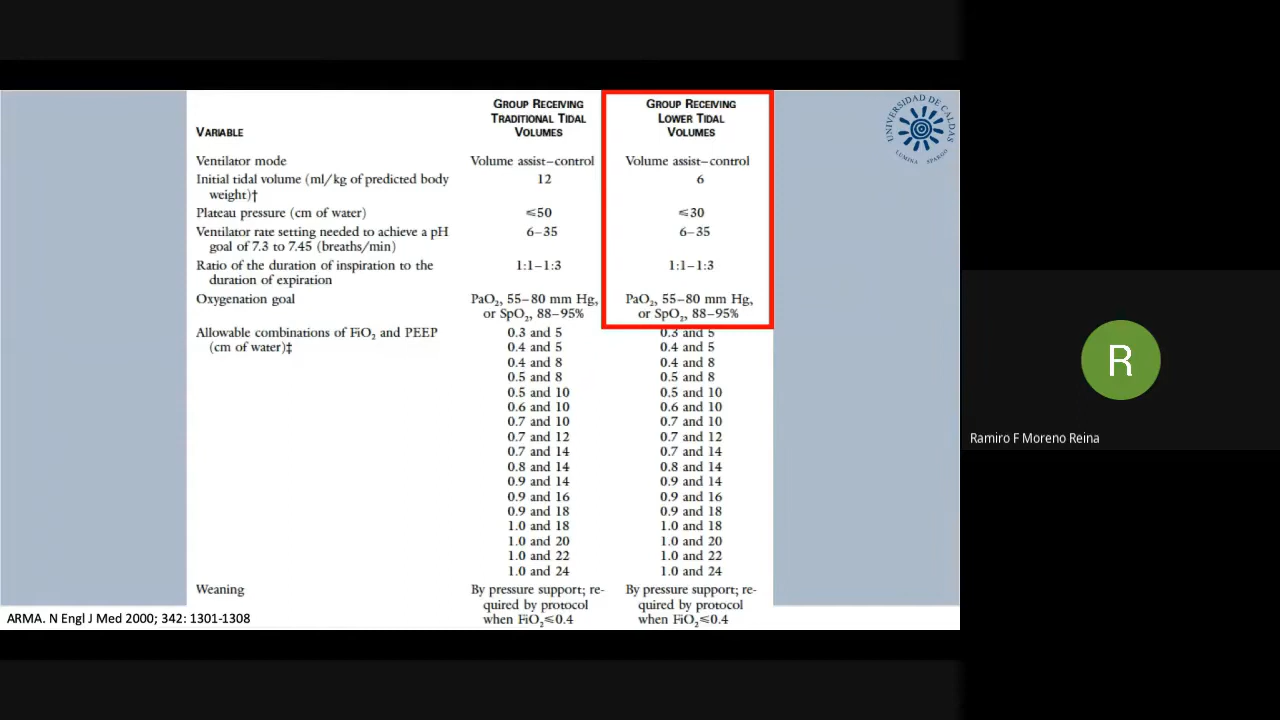 GROUP RECEIVING
TRADITIONAL TIDAL
VOLUMES
GROUP RECEIVING
LOWER TIDAL
VOLUMES
VARIABLE
UNIVERSIDAD DE CALDAS
LUMINA SPARGO
Ventilator mode Volume assist–control Volume assist–control
Initial tidal volume (ml/kg of predicted body 12 6
weight)†
Plateau pressure (cm of water) ≤50 ≤30
Ventilator rate setting needed to achieve a pH 6–35 6–35
goal of 7.3 to 7.45 (breaths/min)
Ratio of the duration of inspiration to the 1:1–1:3 1:1–1:3
duration of expiration
Oxygenation goal PaO₂, 55–80 mm Hg, PaO₂, 55–80 mm Hg,
or SpO₂, 88–95% or SpO₂, 88–95%
Allowable combinations of FiO₂ and PEEP 0.3 and 5 0.3 and 5
(cm of water)‡ 0.4 and 5 0.4 and 5
0.4 and 8 0.4 and 8
0.5 and 8 0.5 and 8
0.5 and 10 0.5 and 10
0.6 and 10 0.6 and 10
0.7 and 10 0.7 and 10
0.7 and 12 0.7 and 12
0.7 and 14 0.7 and 14
0.8 and 14 0.8 and 14
0.9 and 14 0.9 and 14
0.9 and 16 0.9 and 16
0.9 and 18 0.9 and 18
1.0 and 18 1.0 and 18
1.0 and 20 1.0 and 20
1.0 and 22 1.0 and 22
1.0 and 24 1.0 and 24
Weaning By pressure support; re- By pressure support; re-
quired by protocol quired by protocol
when FiO₂≤0.4 when FiO₂≤0.4
ARMA. N Engl J Med 2000; 342: 1301-1308
R
Ramiro F Moreno Reina